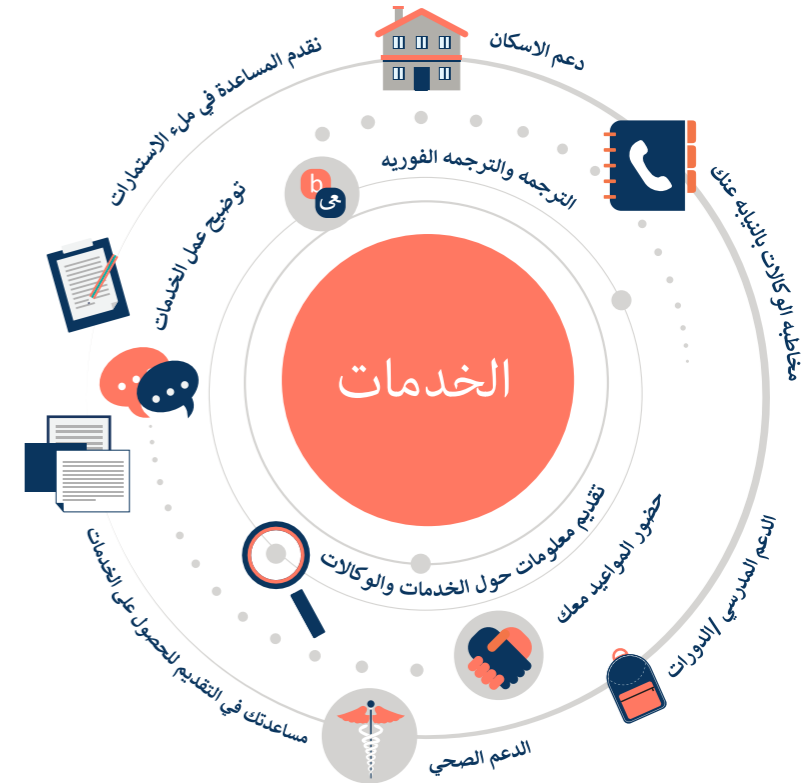 دعم الاسكان
نقدم المساعدة في ملء الاستمارات
الترجمه والترجمه الفوريه
b
عى
مخاطبه الوكالات بالنيابه عنك
توضيح عمل الخدمات
الخدمات
تقديم معلومات حول الخدمات والوكالات
حضور المواعيد معك
الدعم المدرسي /الدورات
مساعدتك في التقديم للحصول على الخدمات
الدعم الصحي